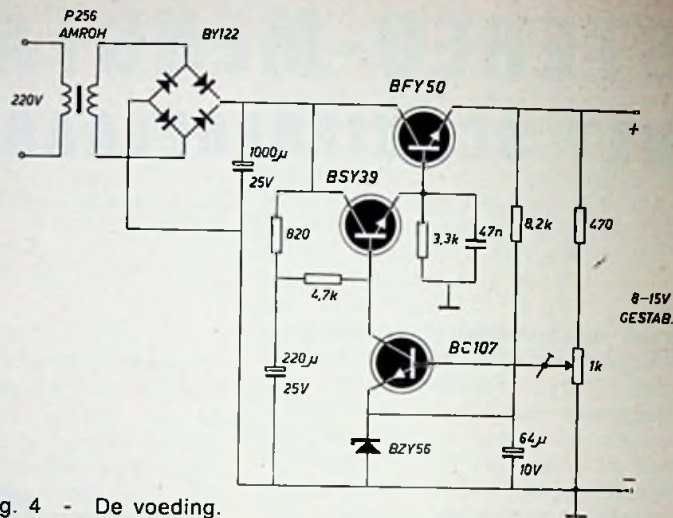 P256
AMROH
BY122
220V
BFY50
+
1000µ
25V
BSY39
820
3,3k
47n
8,2k
470
4,7k
8-15V
GESTAB.
BC107
1k
220µ
25V
BZY56
64µ
10V
-
g. 4 - De voeding.